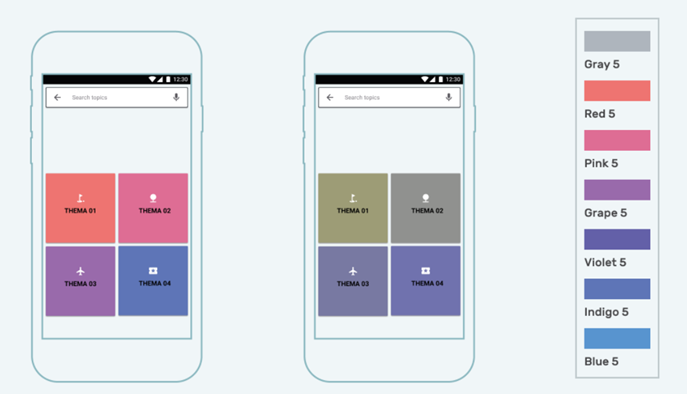 12:30
Search topics
THEMA 01
THEMA 02
THEMA 03
THEMA 04
12:30
Search topics
THEMA 01
THEMA 02
THEMA 03
THEMA 04
Gray 5
Red 5
Pink 5
Grape 5
Violet 5
Indigo 5
Blue 5